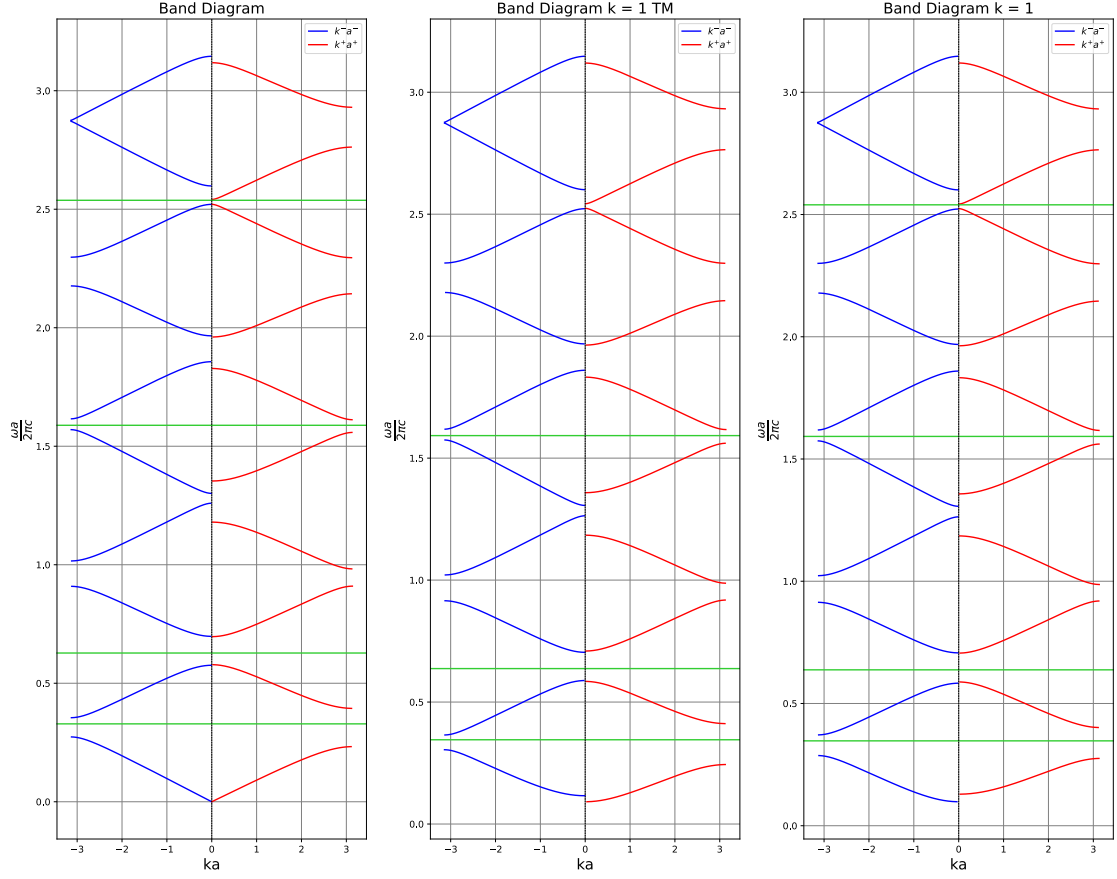 Band Diagram
k⁻a⁻
k⁺a⁺
3.0
2.5
2.0
1.5
1.0
0.5
0.0
ωa
2πc
−3 −2 −1 0 1 2 3
ka
Band Diagram k = 1 TM
k⁻a⁻
k⁺a⁺
3.0
2.5
2.0
1.5
1.0
0.5
0.0
ωa
2πc
−3 −2 −1 0 1 2 3
ka
Band Diagram k = 1
k⁻a⁻
k⁺a⁺
3.0
2.5
2.0
1.5
1.0
0.5
0.0
ωa
2πc
−3 −2 −1 0 1 2 3
ka